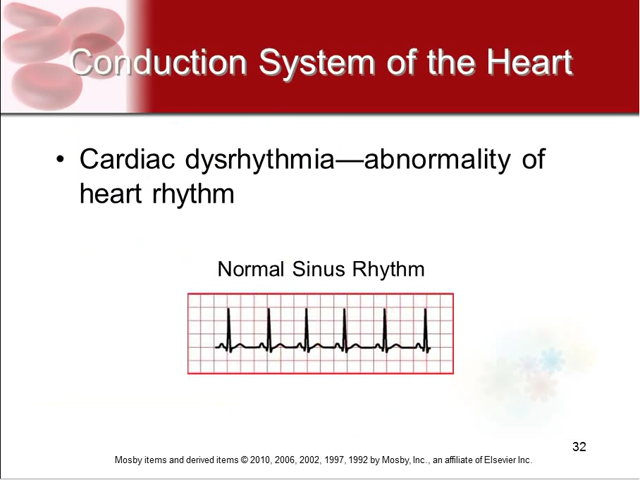 Conduction System of the Heart
• Cardiac dysrhythmia—abnormality of
heart rhythm
Normal Sinus Rhythm
32
Mosby items and derived items © 2010, 2006, 2002, 1997, 1992 by Mosby, Inc., an affiliate of Elsevier Inc.